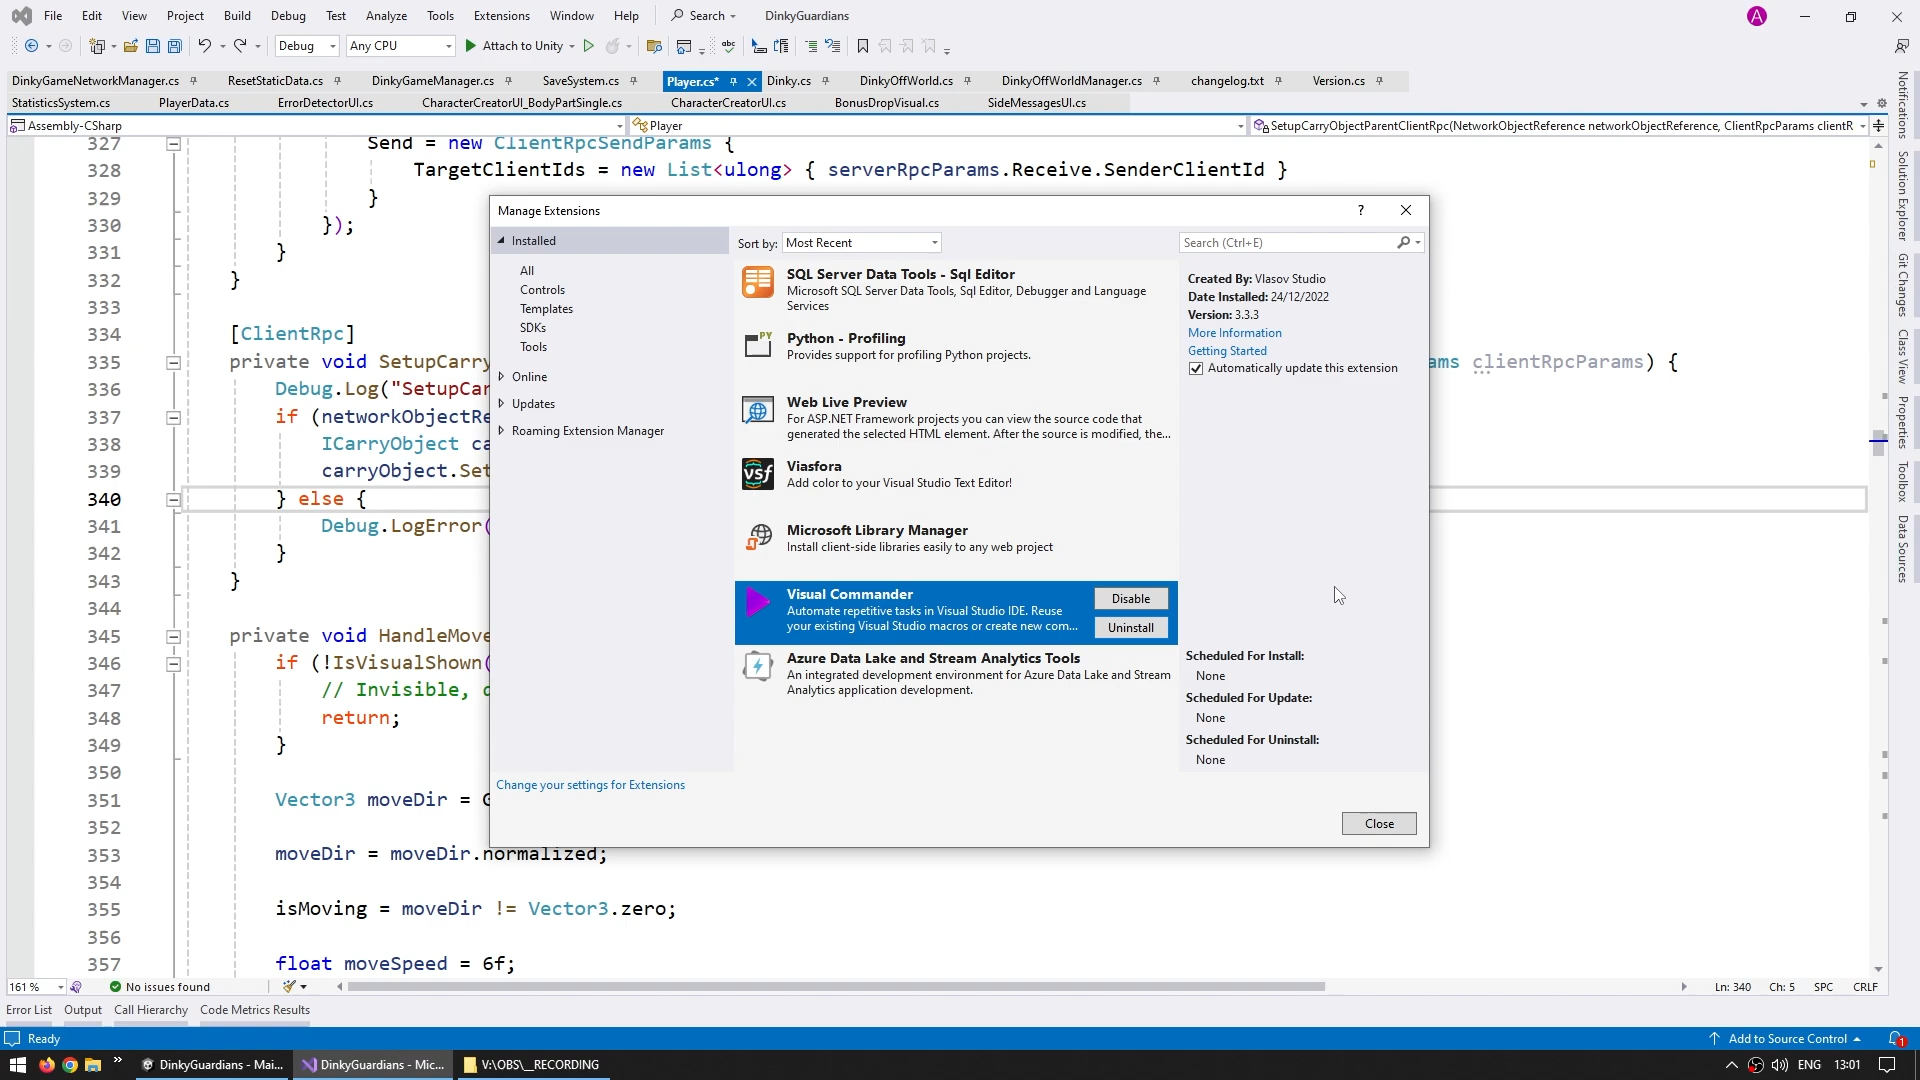 File Edit View Project Build Debug Test Analyze Tools Extensions Window Help Search DinkyGuardians A
Debug Any CPU Attach to Unity
DinkyGameNetworkManager.cs ResetStaticData.cs DinkyGameManager.cs SaveSystem.cs Player.cs* Dinky.cs DinkyOffWorld.cs DinkyOffWorldManager.cs changelog.txt Version.cs
StatisticsSystem.cs PlayerData.cs ErrorDetectorUI.cs CharacterCreatorUI_BodyPartSingle.cs CharacterCreatorUI.cs BonusDropVisual.cs SideMessagesUI.cs
Assembly-CSharp Player SetupCarryObjectParentClientRpc(NetworkObjectReference networkObjectReference, ClientRpcParams clientR
327 Send = new ClientRpcSendParams {
328 TargetClientIds = new List<ulong> { serverRpcParams.Receive.SenderClientId }
329 }
330 });
331 }
332 }
333
334 [ClientRpc]
335 private void SetupCarry ms clientRpcParams) {
336 Debug.Log("SetupCar
337 if (networkObjectRe
338 ICarryObject ca
339 carryObject.Set
340 } else {
341 Debug.LogError(
342 }
343 }
344
345 private void HandleMove
346 if (!IsVisualShown(
347 // Invisible, d
348 return;
349 }
350
351 Vector3 moveDir = G
352
353 moveDir = moveDir.normalized;
354
355 isMoving = moveDir != Vector3.zero;
356
357 float moveSpeed = 6f;
Manage Extensions ?
Installed
All
Controls
Templates
SDKs
Tools
Online
Updates
Roaming Extension Manager
Change your settings for Extensions
Sort by: Most Recent
Search (Ctrl+E)
SQL Server Data Tools - Sql Editor
Microsoft SQL Server Data Tools, Sql Editor, Debugger and Language
Services
PY
Python - Profiling
Provides support for profiling Python projects.
Web Live Preview
For ASP.NET Framework projects you can view the source code that
generated the selected HTML element. After the source is modified, the...
vsf
Viasfora
Add color to your Visual Studio Text Editor!
Microsoft Library Manager
Install client-side libraries easily to any web project
Visual Commander
Automate repetitive tasks in Visual Studio IDE. Reuse
your existing Visual Studio macros or create new com...
Disable
Uninstall
Azure Data Lake and Stream Analytics Tools
An integrated development environment for Azure Data Lake and Stream
Analytics application development.
Created By: Vlasov Studio
Date Installed: 24/12/2022
Version: 3.3.3
More Information
Getting Started
Automatically update this extension
Scheduled For Install:
None
Scheduled For Update:
None
Scheduled For Uninstall:
None
Close
Notifications
Solution Explorer
Git Changes
Class View
Properties
Toolbox
Data Sources
161 % No issues found Ln: 340 Ch: 5 SPC CRLF
Error List Output Call Hierarchy Code Metrics Results
Ready Add to Source Control 1
DinkyGuardians - Mai... DinkyGuardians - Mic... V:\OBS\__RECORDING ENG 13:01